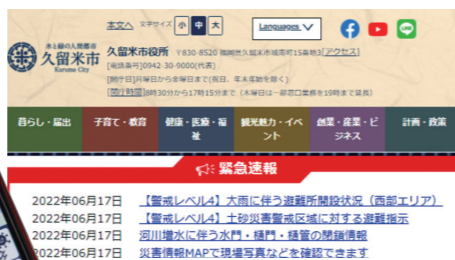 本文へ 文字サイズ 小 中 大 Languages
水と緑の人間都市
久留米市
Kurume City
久留米市役所 〒830-8520 福岡県久留米市城南町15番地3[アクセス]
[電話番号]0942-30-9000(代表)
[開庁日]月曜日から金曜日まで(祝日、年末年始を除く)
[開庁時間]8時30分から17時15分まで（木曜日は一部窓口業務を19時まで延長）
暮らし・届出 子育て・教育 健康・医療・福祉 観光魅力・イベント 創業・産業・ビジネス 計画・政策
緊急速報
2022年06月17日 【警戒レベル4】大雨に伴う避難所開設状況（西部エリア）
2022年06月17日 【警戒レベル4】土砂災害警戒区域に対する避難指示
2022年06月17日 河川増水に伴う水門・樋門・樋管の閉鎖情報
2022年06月17日 災害情報MAPで現場写真などを確認できます